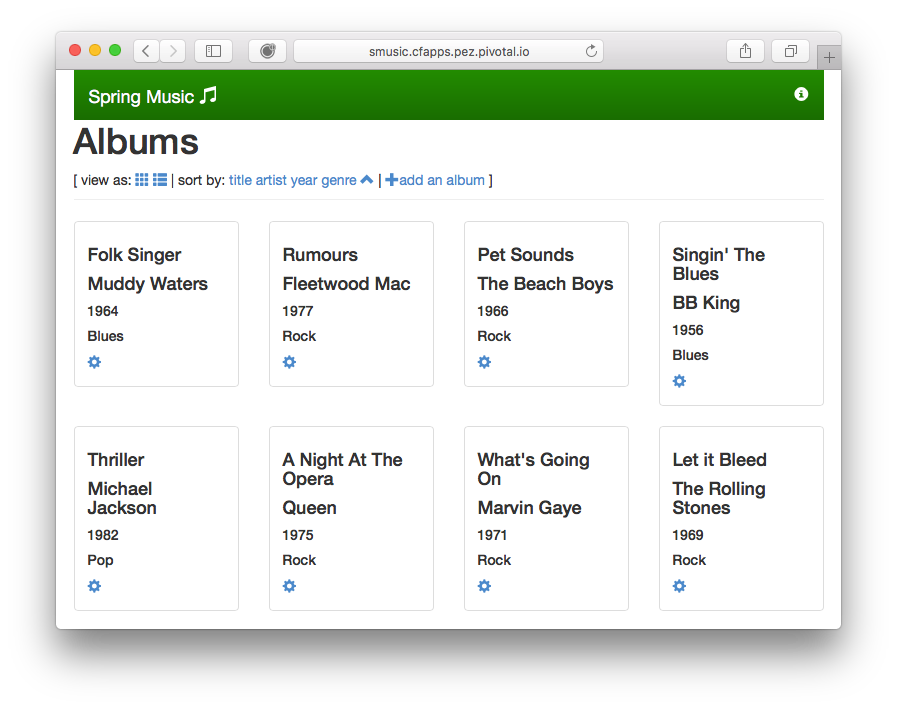 smusic.cfapps.pez.pivotal.io
Spring Music
Albums
[ view as: | sort by: title artist year genre | add an album ]
Folk Singer
Muddy Waters
1964
Blues
Rumours
Fleetwood Mac
1977
Rock
Pet Sounds
The Beach Boys
1966
Rock
Singin' The
Blues
BB King
1956
Blues
Thriller
Michael
Jackson
1982
Pop
A Night At The
Opera
Queen
1975
Rock
What's Going
On
Marvin Gaye
1971
Rock
Let it Bleed
The Rolling
Stones
1969
Rock